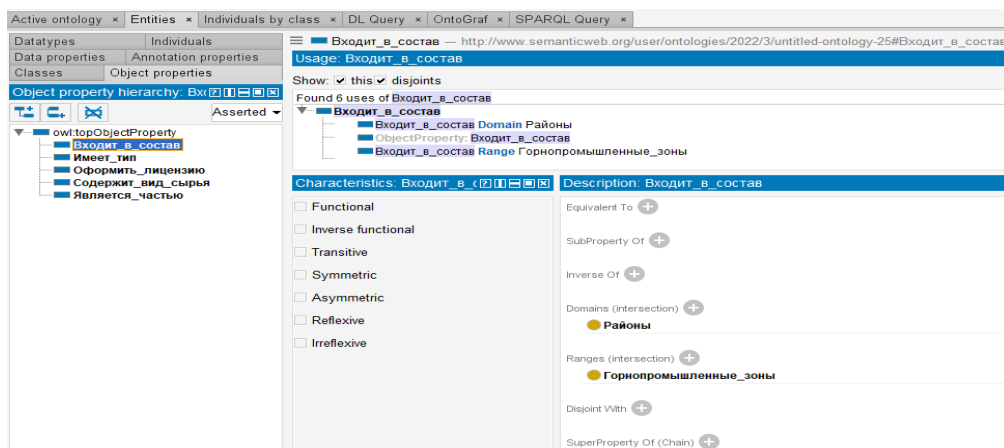 Active ontology × Entities × Individuals by class × DL Query × OntoGraf × SPARQL Query ×
Datatypes Individuals
Data properties Annotation properties
Classes Object properties
Object property hierarchy: Вхо
Asserted
owl:topObjectProperty
Входит_в_состав
Имеет_тип
Оформить_лицензию
Содержит_вид_сырья
Является_частью
Входит_в_состав — http://www.semanticweb.org/user/ontologies/2022/3/untitled-ontology-25#Входит_в_состав
Usage: Входит_в_состав
Show: this disjoints
Found 6 uses of Входит_в_состав
Входит_в_состав
Входит_в_состав Domain Районы
ObjectProperty: Входит_в_состав
Входит_в_состав Range Горнопромышленные_зоны
Characteristics: Входит_в_с
Functional
Inverse functional
Transitive
Symmetric
Asymmetric
Reflexive
Irreflexive
Description: Входит_в_состав
Equivalent To
SubProperty Of
Inverse Of
Domains (intersection)
Районы
Ranges (intersection)
Горнопромышленные_зоны
Disjoint With
SuperProperty Of (Chain)